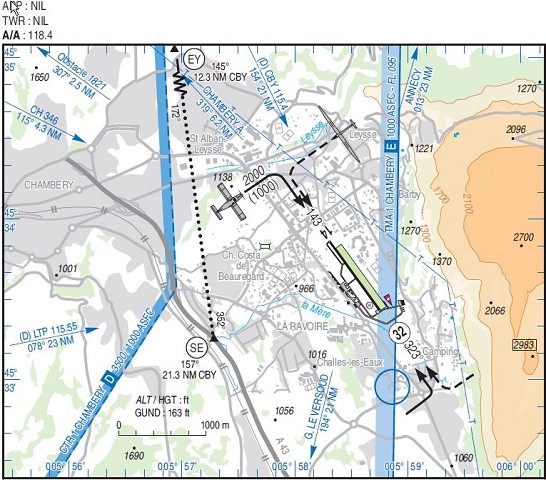 APP : NIL
TWR : NIL
A/A : 118.4
45°
35'
1650
Obstacle 1821
307° 2.5 NM
EY
145°
12.3 NM CBY
(D) CBY 115.4
154° 21 NM
CHAMBERY A.
319° 6.2 NM
172°
CH 346
115° 4.3 NM
St Alban-
Leysse
Leysse
Leysse
TMA 1 CHAMBERY E 1000 ASFC - FL 095
ANNECY
013° 23 NM
1270
2096
1221
CHAMBERY
1138
2000
(1000)
143
14
Barby
1700
2100
1300
45°
34'
1270
2700
1370
1001
Ch. Costa
de
Beauregard
966
la Mère
2066
(D) LTP 115.55
078° 23 NM
352°
SE
157°
21.3 NM CBY
LA RAVOIRE
32
323°
Camping
2983
1016
Challes-les-Eaux
45°
33'
CTR 1 CHAMBERY D 3500 / 1000 ASFC
ALT / HGT : ft
GUND : 163 ft
0
1000 m
G. LE VERSOUD
194° 21 NM
1056
A 43
1690
1060
005° 56'
005° 57'
005° 58'
005° 59'
006° 00'